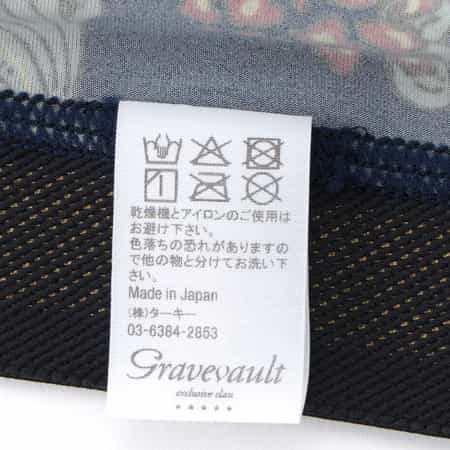 乾燥機とアイロンのご使用は
お避け下さい。
色落ちの恐れがありますの
で他の物と分けてお洗い下
さい。
Made in Japan
(株)ターキー
03-6384-2853
Gravevault
exclusive class